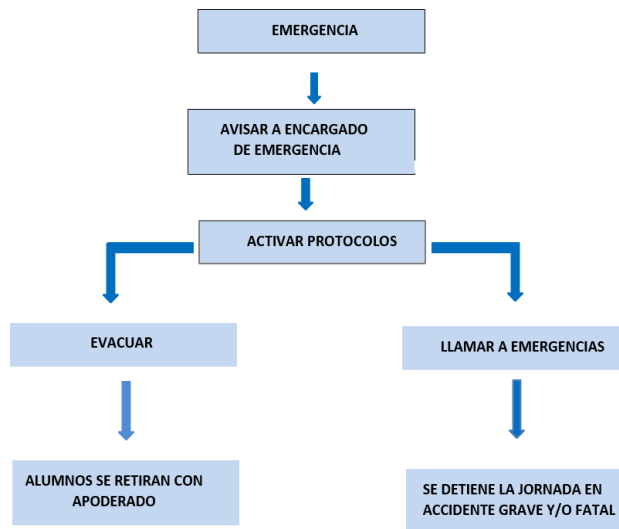 EMERGENCIA
AVISAR A ENCARGADO
DE EMERGENCIA
ACTIVAR PROTOCOLOS
EVACUAR
LLAMAR A EMERGENCIAS
ALUMNOS SE RETIRAN CON
APODERADO
SE DETIENE LA JORNADA EN
ACCIDENTE GRAVE Y/O FATAL